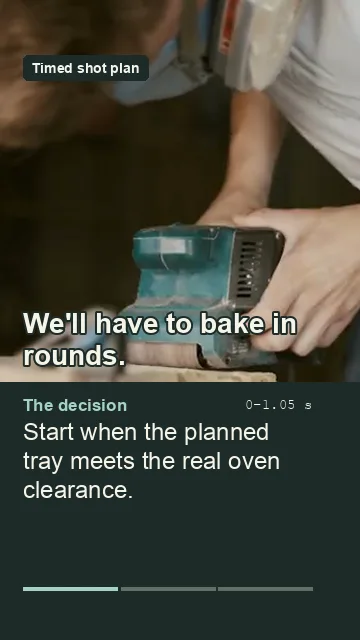 Timed shot plan
We'll have to bake in
rounds.
The decision
0–1.05 s
Start when the planned
tray meets the real oven
clearance.